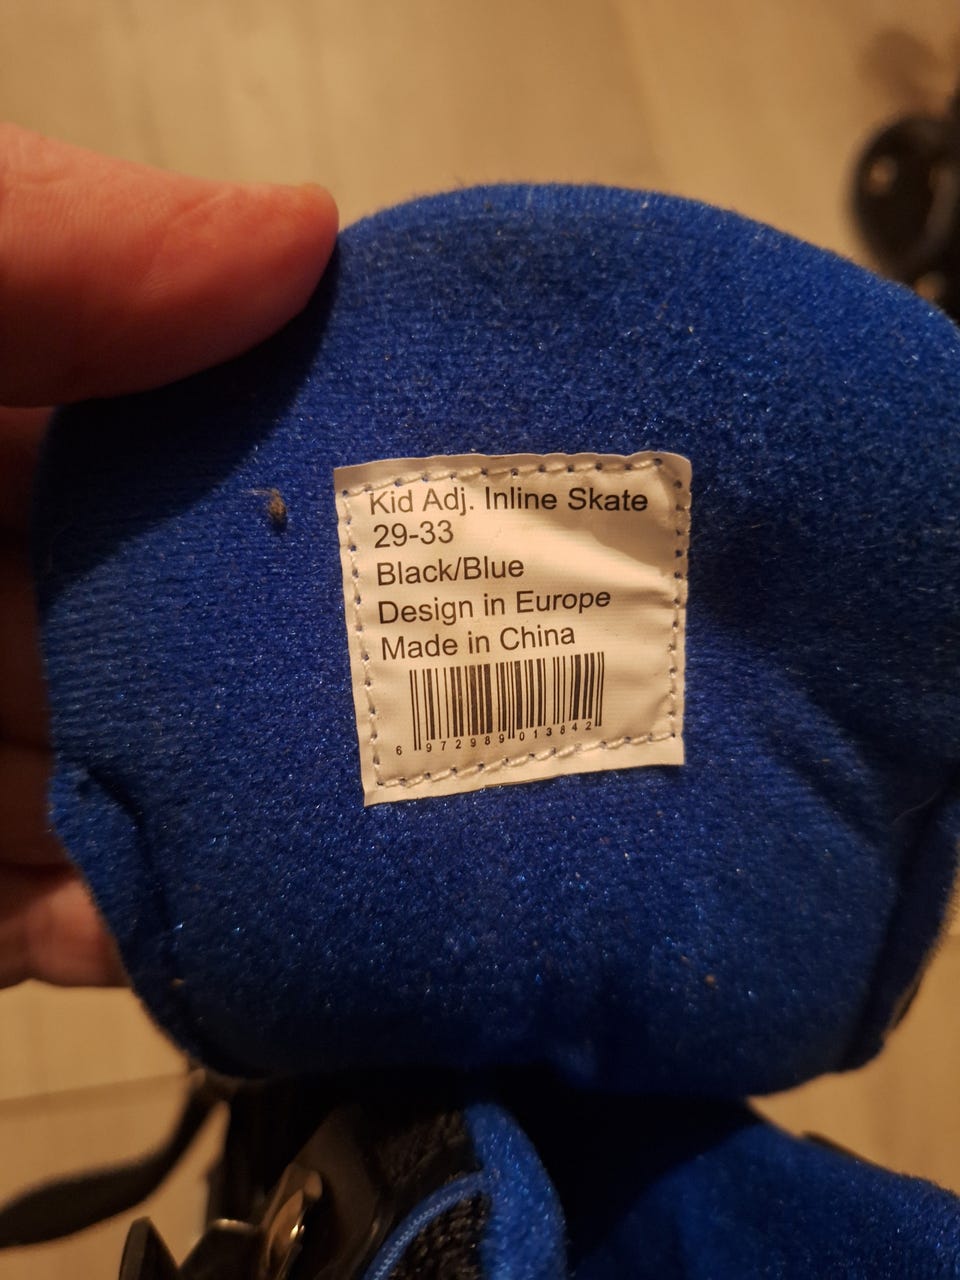 Kid Adj. Inline Skate
29-33
Black/Blue
Design in Europe
Made in China
6 972989 013842